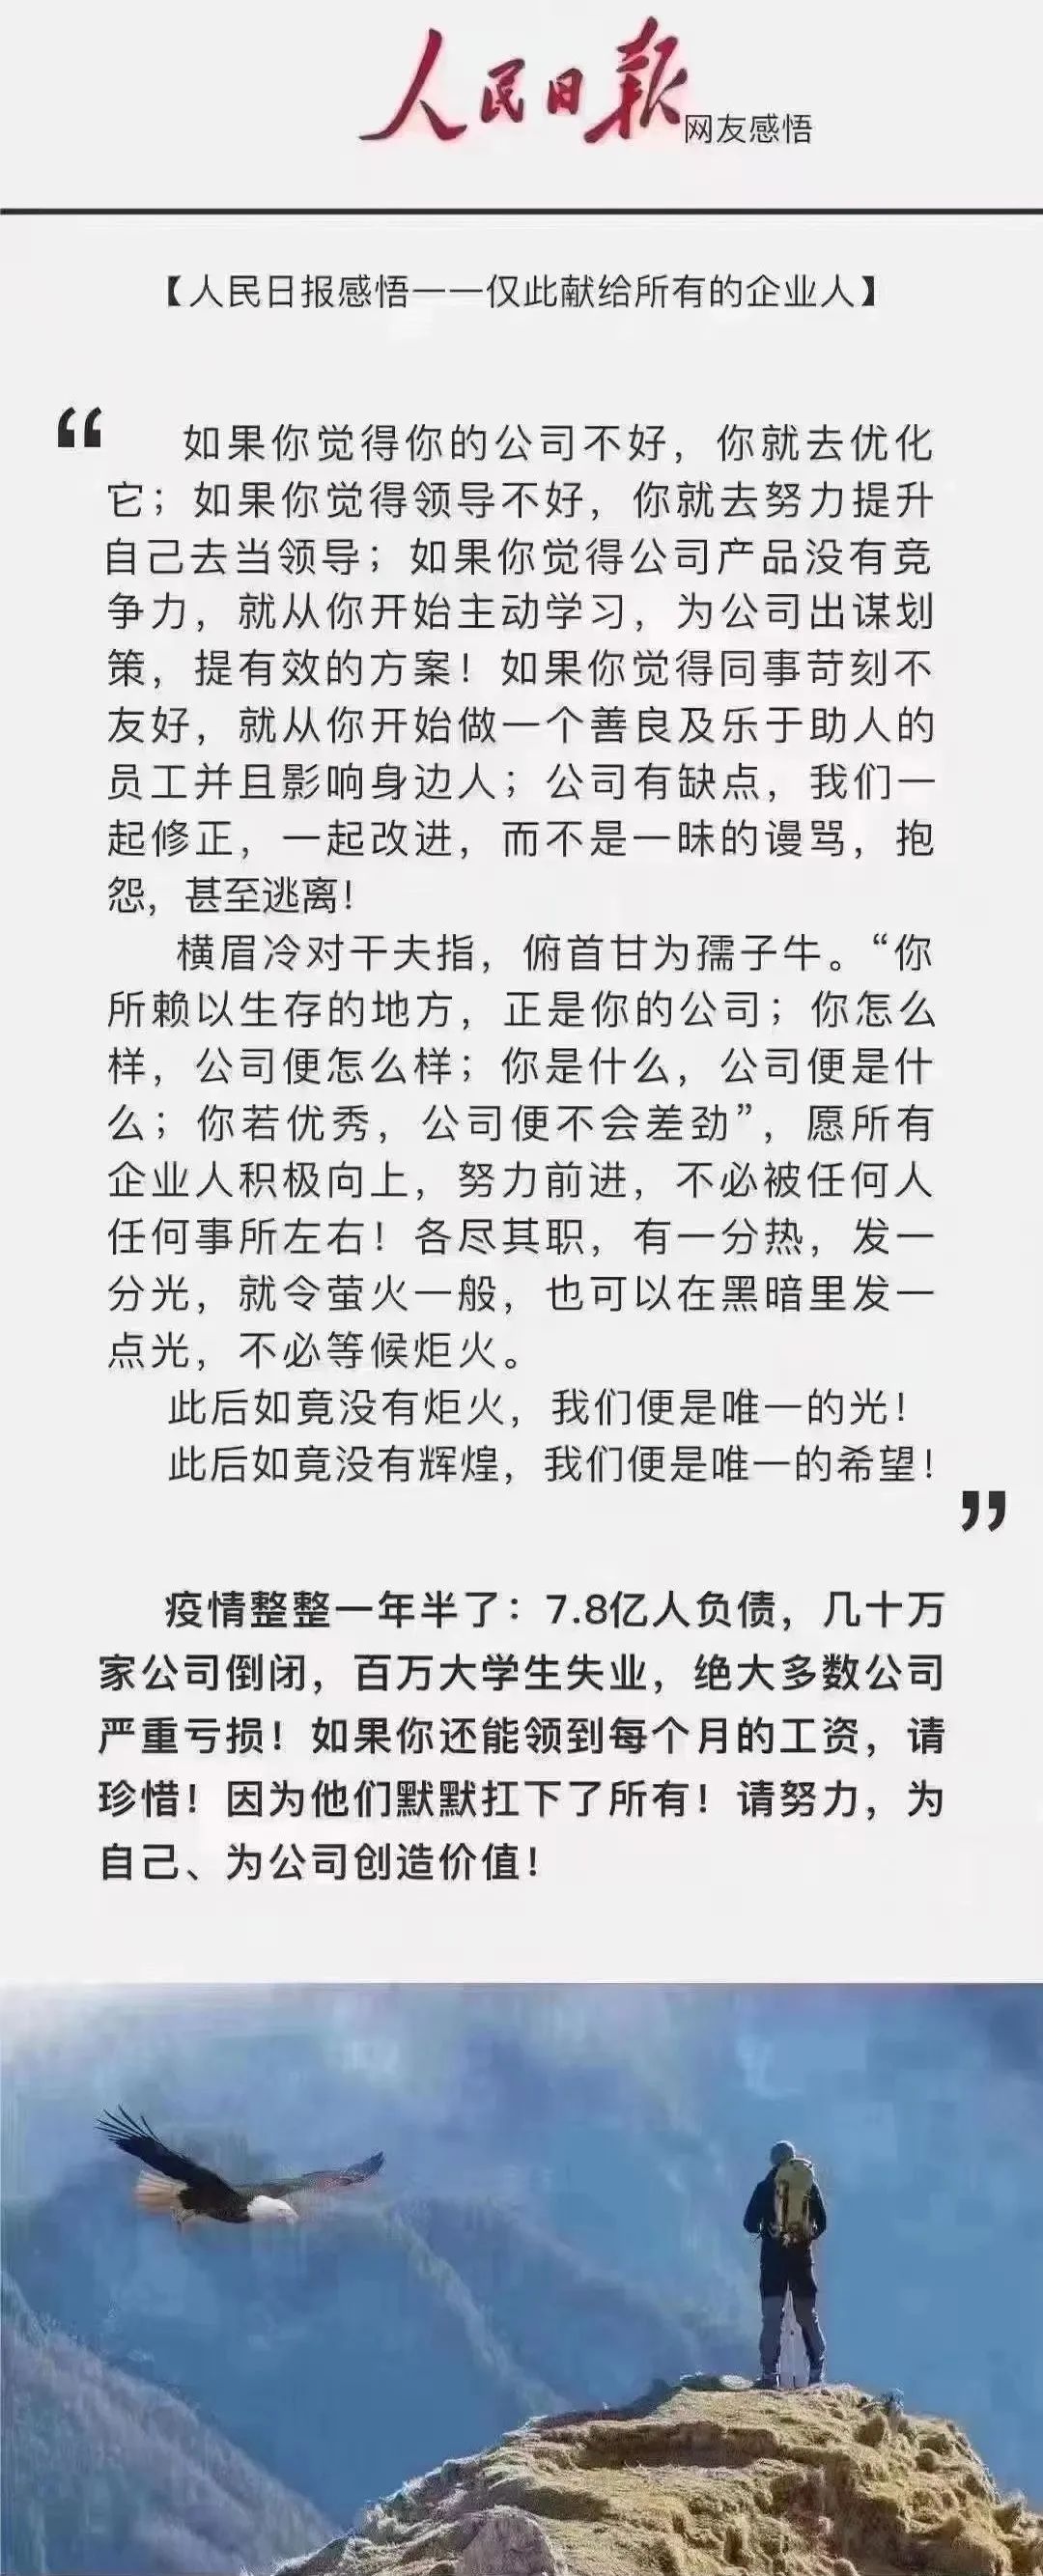 人民日報网友感悟
【人民日报感悟——仅此献给所有的企业人】
“ 如果你觉得你的公司不好，你就去优化
它；如果你觉得领导不好，你就去努力提升
自己去当领导；如果你觉得公司产品没有竞
争力，就从你开始主动学习，为公司出谋划
策，提有效的方案！如果你觉得同事苛刻不
友好，就从你开始做一个善良及乐于助人的
员工并且影响身边人；公司有缺点，我们一
起修正，一起改进，而不是一昧的谩骂，抱
怨，甚至逃离！
横眉冷对干夫指，俯首甘为孺子牛。“你
所赖以生存的地方，正是你的公司；你怎么
样，公司便怎么样；你是什么，公司便是什
么；你若优秀，公司便不会差劲”，愿所有
企业人积极向上，努力前进，不必被任何人
任何事所左右！各尽其职，有一分热，发一
分光，就令萤火一般，也可以在黑暗里发一
点光，不必等候炬火。
此后如竟没有炬火，我们便是唯一的光！
此后如竟没有辉煌，我们便是唯一的希望！
”
疫情整整一年半了：7.8亿人负债，几十万
家公司倒闭，百万大学生失业，绝大多数公司
严重亏损！如果你还能领到每个月的工资，请
珍惜！因为他们默默扛下了所有！请努力，为
自己、为公司创造价值！